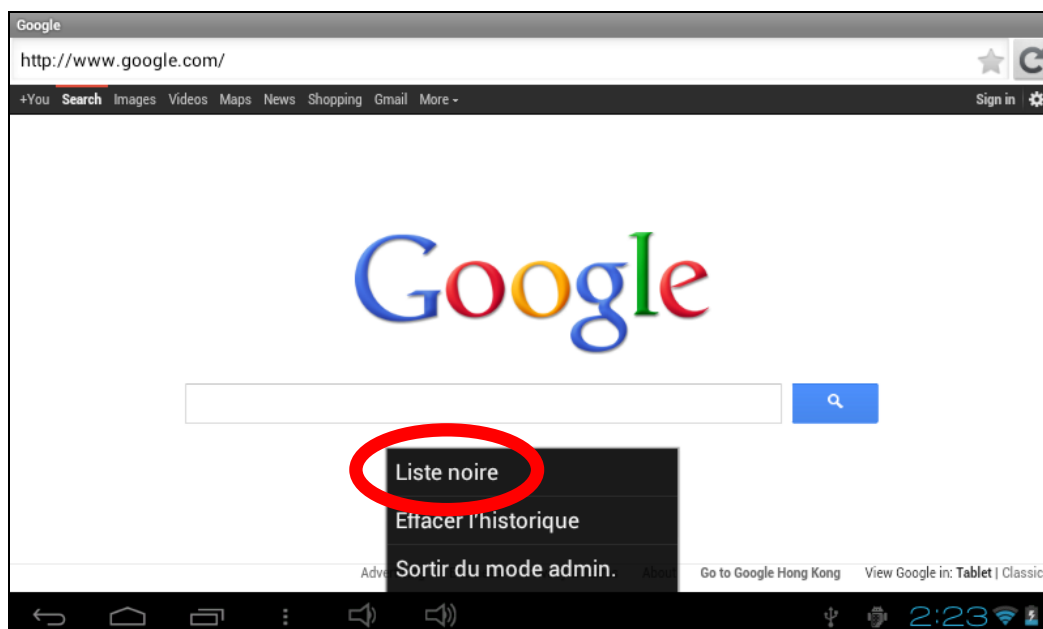 Google
http://www.google.com/
+You Search Images Videos Maps News Shopping Gmail More
Sign in
Google
Liste noire
Effacer l'historique
Sortir du mode admin.
About Go to Google Hong Kong View Google in: Tablet | Classic
2:23